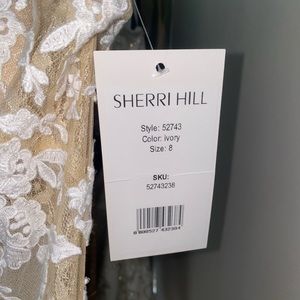 SHERRI HILL
Style: 52743
Color: ivory
Size: 8
SKU:
52743238